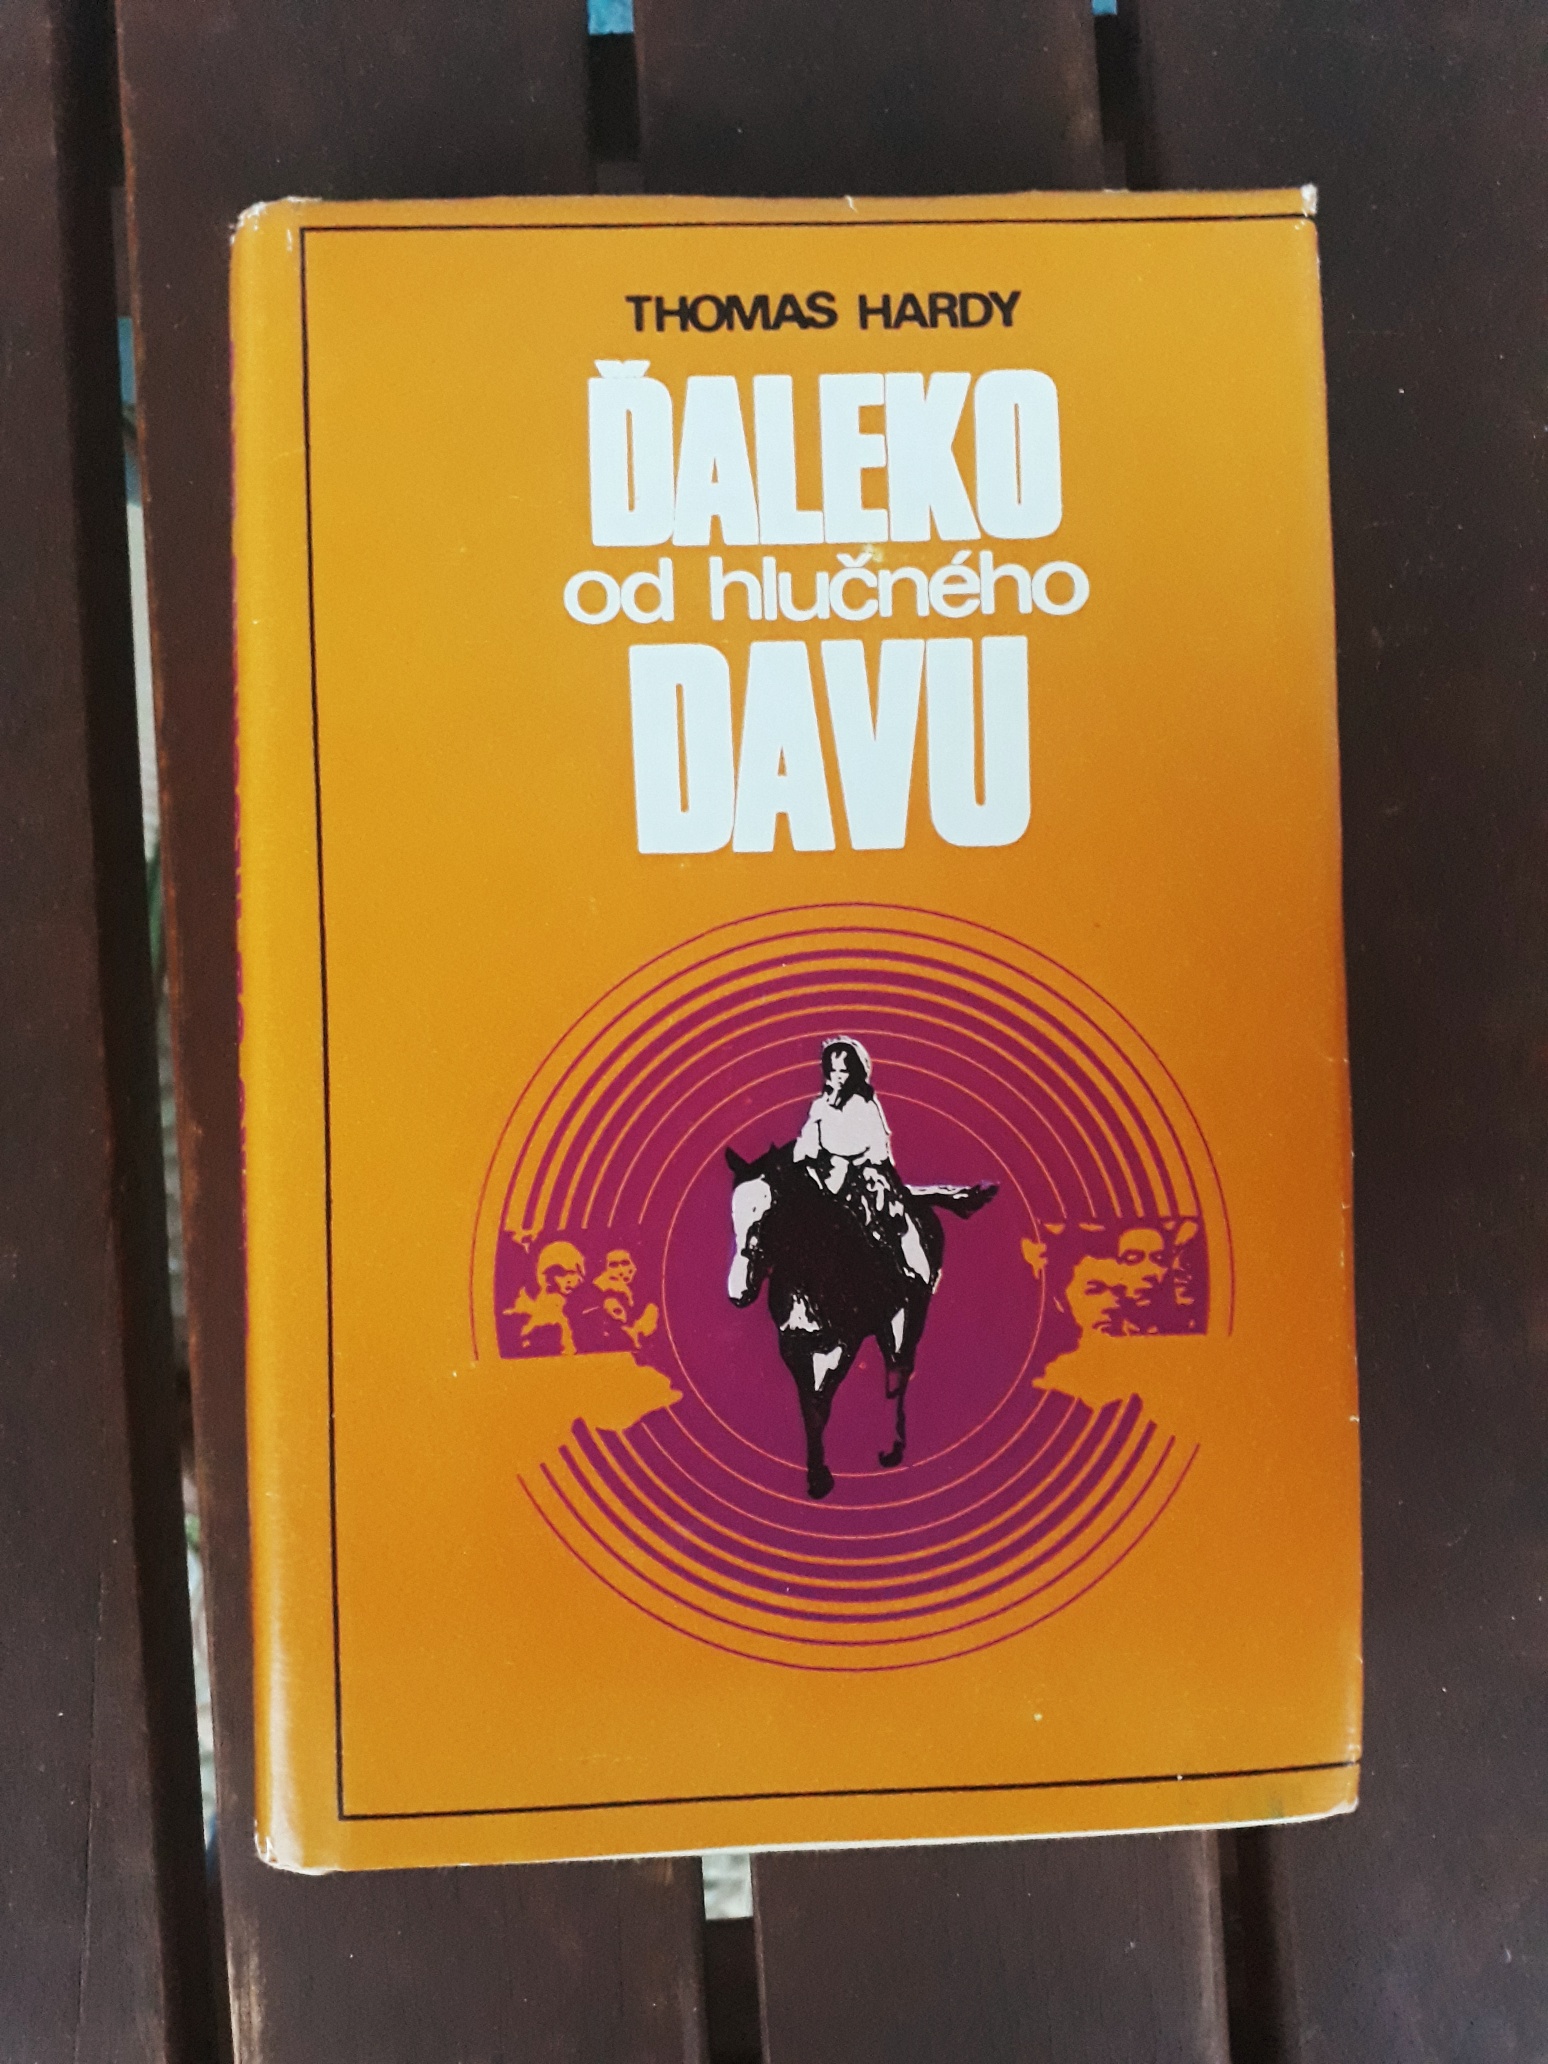 THOMAS HARDY
ĎALEKO
od hlučného
DAVU